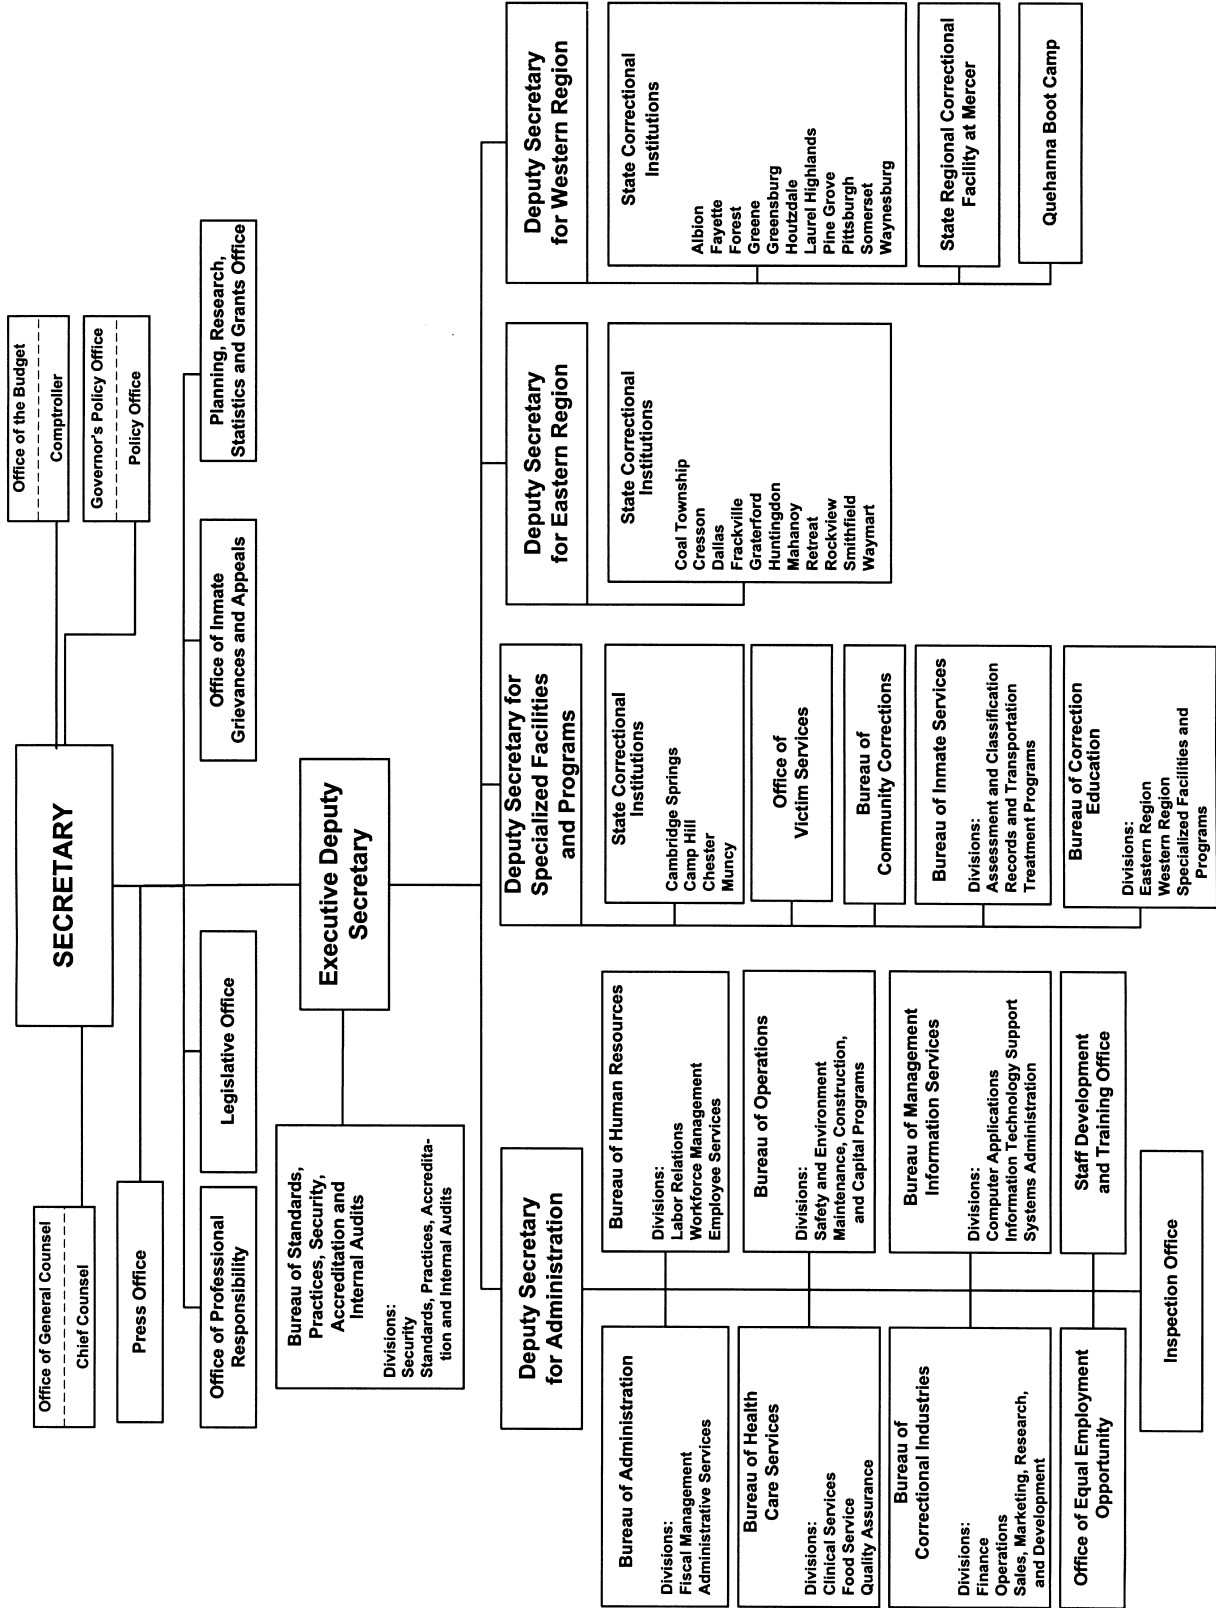 SECRETARY
Office of General Counsel
Chief Counsel
Office of the Budget
Comptroller
Governor's Policy Office
Policy Office
Press Office
Office of Professional
Responsibility
Legislative Office
Office of Inmate
Grievances and Appeals
Planning, Research,
Statistics and Grants Office
Executive Deputy
Secretary
Bureau of Standards,
Practices, Security,
Accreditation and
Internal Audits
Divisions:
Security
Standards, Practices, Accredita-
tion and Internal Audits
Deputy Secretary
for Administration
Bureau of Administration
Divisions:
Fiscal Management
Administrative Services
Bureau of Human Resources
Divisions:
Labor Relations
Workforce Management
Employee Services
Bureau of Health
Care Services
Divisions:
Clinical Services
Food Service
Quality Assurance
Bureau of Operations
Divisions:
Safety and Environment
Maintenance, Construction,
and Capital Programs
Bureau of
Correctional Industries
Divisions:
Finance
Operations
Sales, Marketing, Research,
and Development
Bureau of Management
Information Services
Divisions:
Computer Applications
Information Technology Support
Systems Administration
Office of Equal Employment
Opportunity
Staff Development
and Training Office
Inspection Office
Deputy Secretary for
Specialized Facilities
and Programs
State Correctional
Institutions
Cambridge Springs
Camp Hill
Chester
Muncy
Office of
Victim Services
Bureau of
Community Corrections
Bureau of Inmate Services
Divisions:
Assessment and Classification
Records and Transportation
Treatment Programs
Bureau of Correction
Education
Divisions:
Eastern Region
Western Region
Specialized Facilities and
Programs
Deputy Secretary
for Eastern Region
State Correctional
Institutions
Coal Township
Cresson
Dallas
Frackville
Graterford
Huntingdon
Mahanoy
Retreat
Rockview
Smithfield
Waymart
Deputy Secretary
for Western Region
State Correctional
Institutions
Albion
Fayette
Forest
Greene
Greensburg
Houtzdale
Laurel Highlands
Pine Grove
Pittsburgh
Somerset
Waynesburg
State Regional Correctional
Facility at Mercer
Quehanna Boot Camp